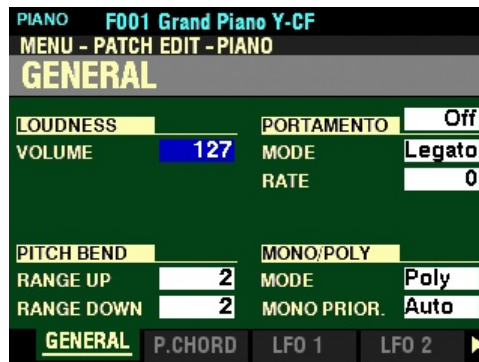 PIANO F001 Grand Piano Y-CF
MENU - PATCH EDIT - PIANO
GENERAL
LOUDNESS
VOLUME 127
PORTAMENTO Off
MODE Legato
RATE 0
PITCH BEND
RANGE UP 2
RANGE DOWN 2
MONO/POLY
MODE Poly
MONO PRIOR. Auto
GENERAL P.CHORD LFO 1 LFO 2